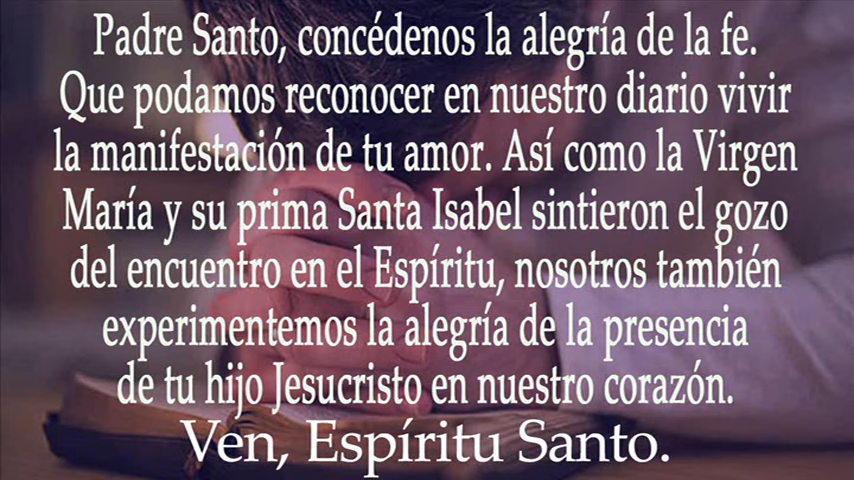 Padre Santo, concédenos la alegría de la fe.
Que podamos reconocer en nuestro diario vivir
la manifestación de tu amor. Así como la Virgen
María y su prima Santa Isabel sintieron el gozo
del encuentro en el Espíritu, nosotros también
experimentemos la alegría de la presencia
de tu hijo Jesucristo en nuestro corazón.
Ven, Espíritu Santo.